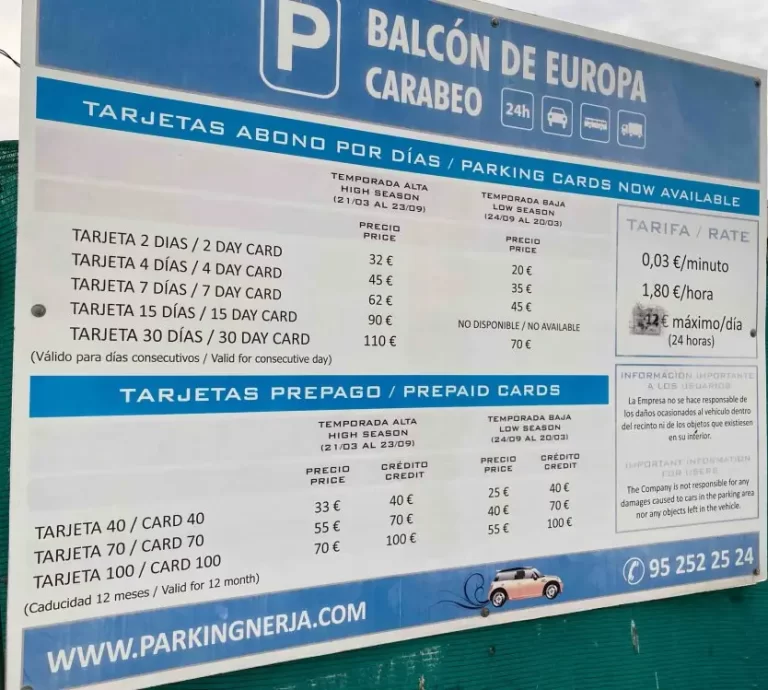 P
BALCÓN DE EUROPA
CARABEO
24h
TARJETAS ABONO POR DÍAS / PARKING CARDS NOW AVAILABLE
TEMPORADA ALTA
HIGH SEASON
(21/03 AL 23/09)
TEMPORADA BAJA
LOW SEASON
(24/09 AL 20/03)
PRECIO
PRICE
PRECIO
PRICE
TARJETA 2 DIAS / 2 DAY CARD 32 € 20 €
TARJETA 4 DÍAS / 4 DAY CARD 45 € 35 €
TARJETA 7 DÍAS / 7 DAY CARD 62 € 45 €
TARJETA 15 DÍAS / 15 DAY CARD 90 € NO DISPONIBLE / NO AVAILABLE
TARJETA 30 DÍAS / 30 DAY CARD 110 € 70 €
(Válido para días consecutivos / Valid for consecutive day)
TARIFA / RATE
0,03 €/minuto
1,80 €/hora
12€ máximo/día
(24 horas)
INFORMACIÓN IMPORTANTE
A LOS USUARIOS
La Empresa no se hace responsable de
los daños ocasionados al vehículo dentro
del recinto ni de los objetos que existiesen
en su interior.
IMPORTANT INFORMATION
FOR USERS
The Company is not responsible for any
damages caused to cars in the parking area
nor any objects left in the vehicle.
TARJETAS PREPAGO / PREPAID CARDS
TEMPORADA ALTA
HIGH SEASON
(21/03 AL 23/09)
TEMPORADA BAJA
LOW SEASON
(24/09 AL 20/03)
PRECIO
PRICE
CRÉDITO
CREDIT
PRECIO
PRICE
CRÉDITO
CREDIT
TARJETA 40 / CARD 40 33 € 40 € 25 € 40 €
TARJETA 70 / CARD 70 55 € 70 € 40 € 70 €
TARJETA 100 / CARD 100 70 € 100 € 55 € 100 €
(Caducidad 12 meses / Valid for 12 month)
WWW.PARKINGNERJA.COM
95 252 25 24